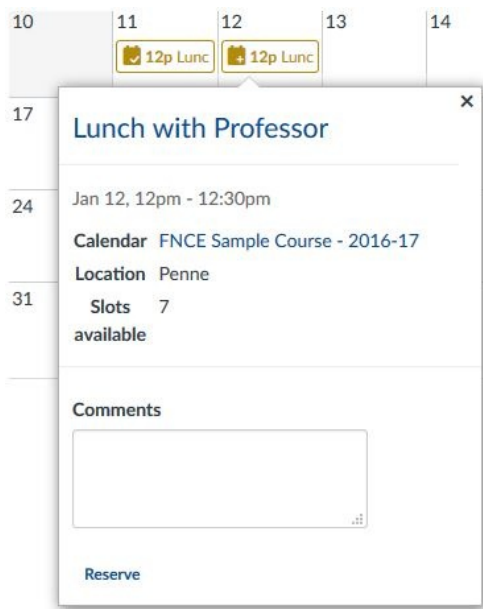 10 11 12 13 14
12p Lunc 12p Lunc
17
Lunch with Professor
24
Jan 12, 12pm - 12:30pm
Calendar FNCE Sample Course - 2016-17
Location Penne
31
Slots 7
available
Comments
Reserve